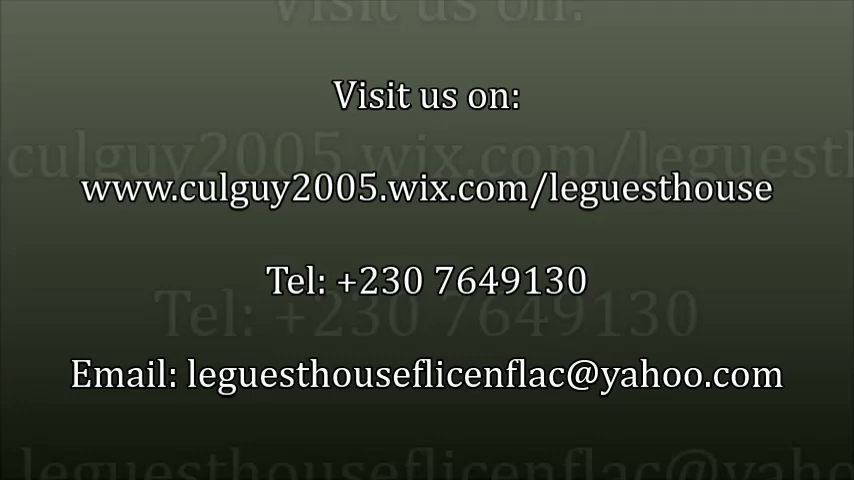 Visit us on:
www.culguy2005.wix.com/leguesthouse
Tel: +230 7649130
Email: leguesthouseflicenflac@yahoo.com